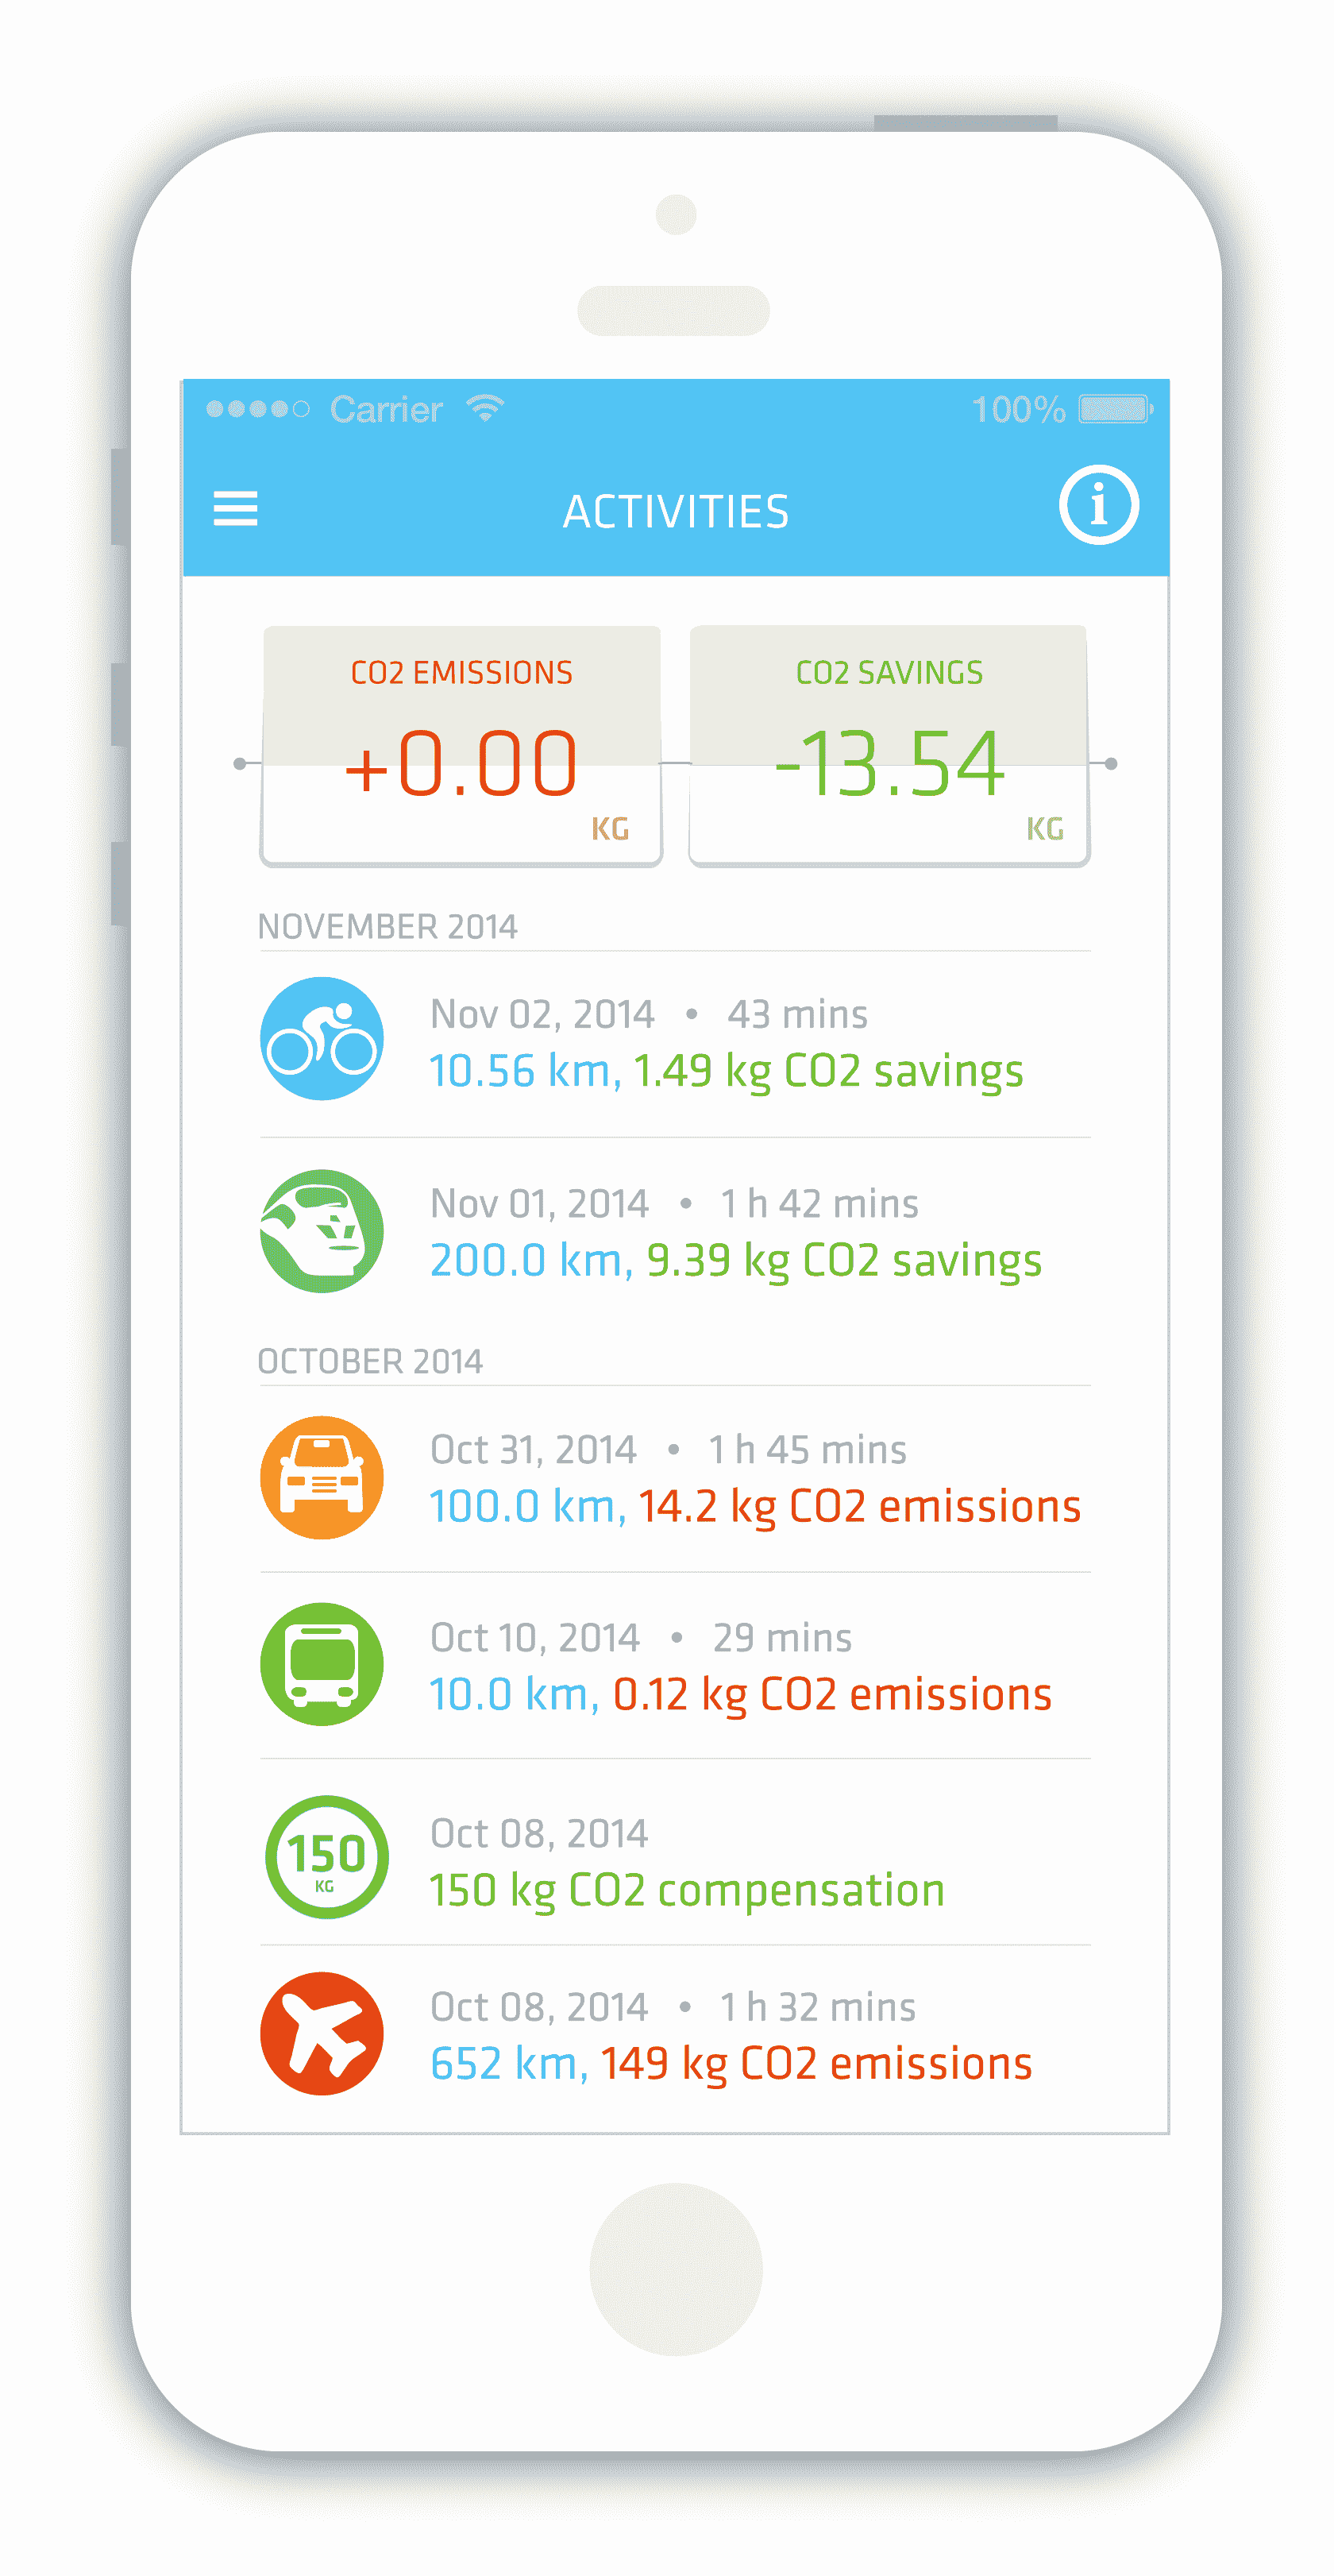 Carrier 100%
ACTIVITIES i
CO2 EMISSIONS
+0.00
KG
CO2 SAVINGS
-13.54
KG
NOVEMBER 2014
Nov 02, 2014 • 43 mins
10.56 km, 1.49 kg CO2 savings
Nov 01, 2014 • 1 h 42 mins
200.0 km, 9.39 kg CO2 savings
OCTOBER 2014
Oct 31, 2014 • 1 h 45 mins
100.0 km, 14.2 kg CO2 emissions
Oct 10, 2014 • 29 mins
10.0 km, 0.12 kg CO2 emissions
150
KG
Oct 08, 2014
150 kg CO2 compensation
Oct 08, 2014 • 1 h 32 mins
652 km, 149 kg CO2 emissions